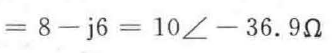 = 8 − j6 = 10∠ − 36.9Ω